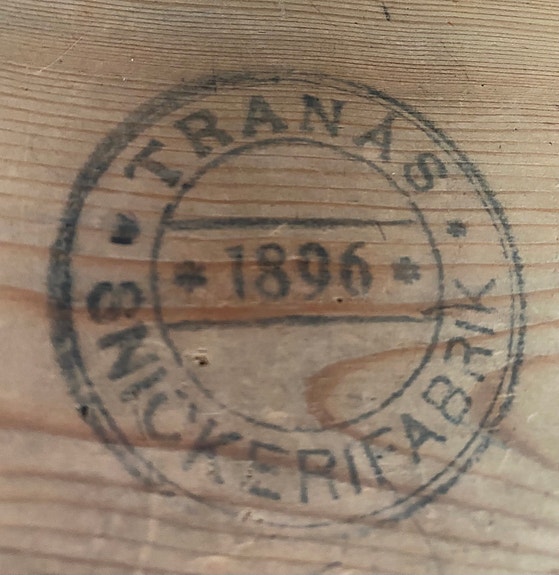 TRANÅS
* 1896 *
SNICKERIFABRIK